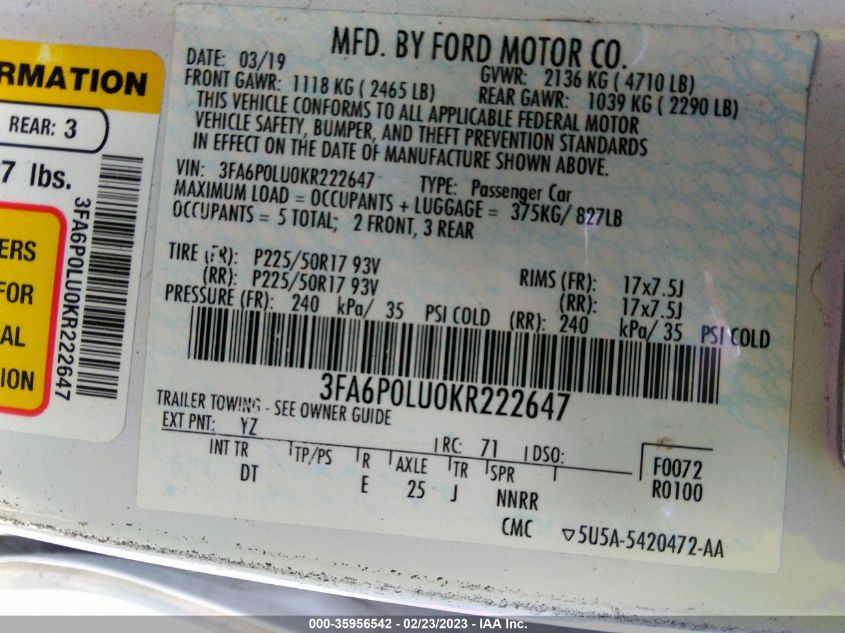 RMATION
REAR: 3
7 lbs.
ERS
FOR
AL
TION
3FA6P0LU0KR222647
MFD. BY FORD MOTOR CO.
DATE: 03/19 GVWR: 2136 KG ( 4710 LB)
FRONT GAWR: 1118 KG ( 2465 LB) REAR GAWR: 1039 KG ( 2290 LB)
THIS VEHICLE CONFORMS TO ALL APPLICABLE FEDERAL MOTOR
VEHICLE SAFETY, BUMPER, AND THEFT PREVENTION STANDARDS
IN EFFECT ON THE DATE OF MANUFACTURE SHOWN ABOVE.
VIN: 3FA6P0LU0KR222647 TYPE: Passenger Car
MAXIMUM LOAD = OCCUPANTS + LUGGAGE = 375KG/ 827LB
OCCUPANTS = 5 TOTAL; 2 FRONT, 3 REAR
TIRE (FR): P225/50R17 93V RIMS (FR): 17x7.5J
(RR): P225/50R17 93V (RR): 17x7.5J
PRESSURE (FR): 240 kPa/ 35 PSI COLD (RR): 240 kPa/ 35 PSI COLD
3FA6P0LU0KR222647
TRAILER TOWING - SEE OWNER GUIDE
EXT PNT: YZ RC: 71 DSO: F0072
INT TR TP/PS R AXLE TR SPR R0100
DT E 25 J NNRR
CMC ▽5U5A-5420472-AA
000-35956542 - 02/23/2023 - IAA Inc.